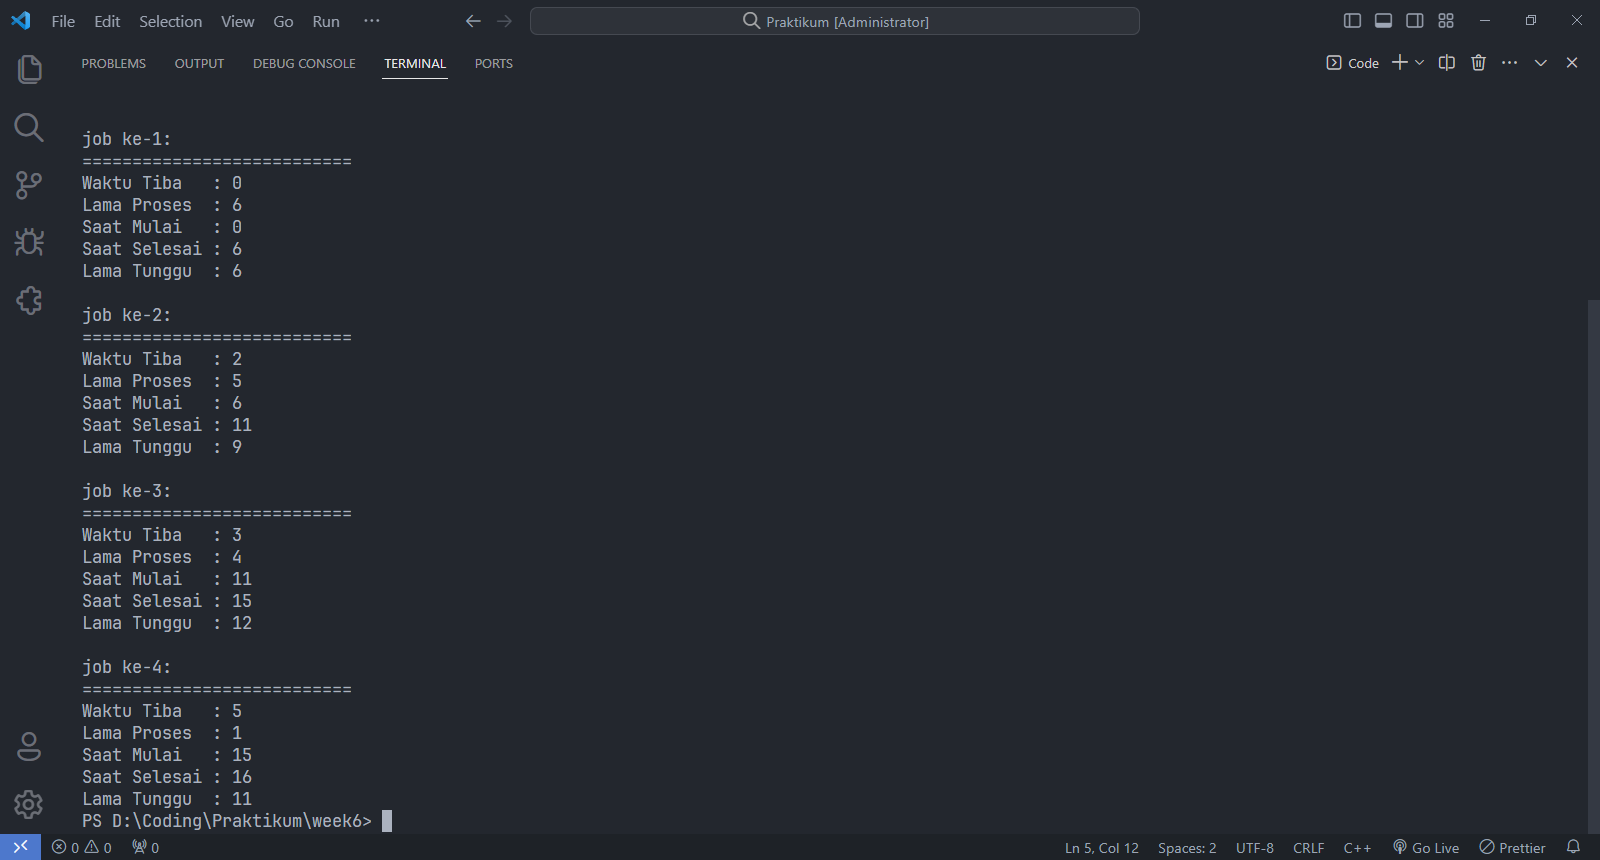 File Edit Selection View Go Run ··· Praktikum [Administrator]
PROBLEMS OUTPUT DEBUG CONSOLE TERMINAL PORTS Code
job ke-1:
===========================
Waktu Tiba   : 0
Lama Proses  : 6
Saat Mulai   : 0
Saat Selesai : 6
Lama Tunggu  : 6
job ke-2:
===========================
Waktu Tiba   : 2
Lama Proses  : 5
Saat Mulai   : 6
Saat Selesai : 11
Lama Tunggu  : 9
job ke-3:
===========================
Waktu Tiba   : 3
Lama Proses  : 4
Saat Mulai   : 11
Saat Selesai : 15
Lama Tunggu  : 12
job ke-4:
===========================
Waktu Tiba   : 5
Lama Proses  : 1
Saat Mulai   : 15
Saat Selesai : 16
Lama Tunggu  : 11
PS D:\Coding\Praktikum\week6>
0 0 0 Ln 5, Col 12 Spaces: 2 UTF-8 CRLF C++ Go Live Prettier